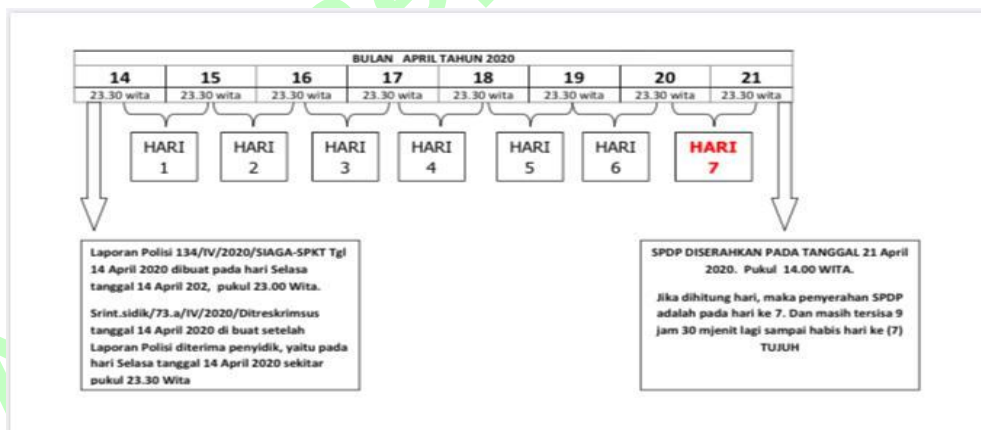 BULAN APRIL TAHUN 2020
14 15 16 17 18 19 20 21
23.30 wita 23.30 wita 23.30 wita 23.30 wita 23.30 wita 23.30 wita 23.30 wita 23.30 wita
HARI 1
HARI 2
HARI 3
HARI 4
HARI 5
HARI 6
HARI 7
Laporan Polisi 134/IV/2020/SIAGA-SPKT Tgl
14 April 2020 dibuat pada hari Selasa
tanggal 14 April 202, pukul 23.00 Wita.
Srint.sidik/73.a/IV/2020/Ditreskrimsus
tanggal 14 April 2020 di buat setelah
Laporan Polisi diterima penyidik, yaitu pada
hari Selasa tanggal 14 April 2020 sekitar
pukul 23.30 Wita
SPDP DISERAHKAN PADA TANGGAL 21 April
2020. Pukul 14.00 WITA.
Jika dihitung hari, maka penyerahan SPDP
adalah pada hari ke 7. Dan masih tersisa 9
jam 30 mjenit lagi sampai habis hari ke (7)
TUJUH